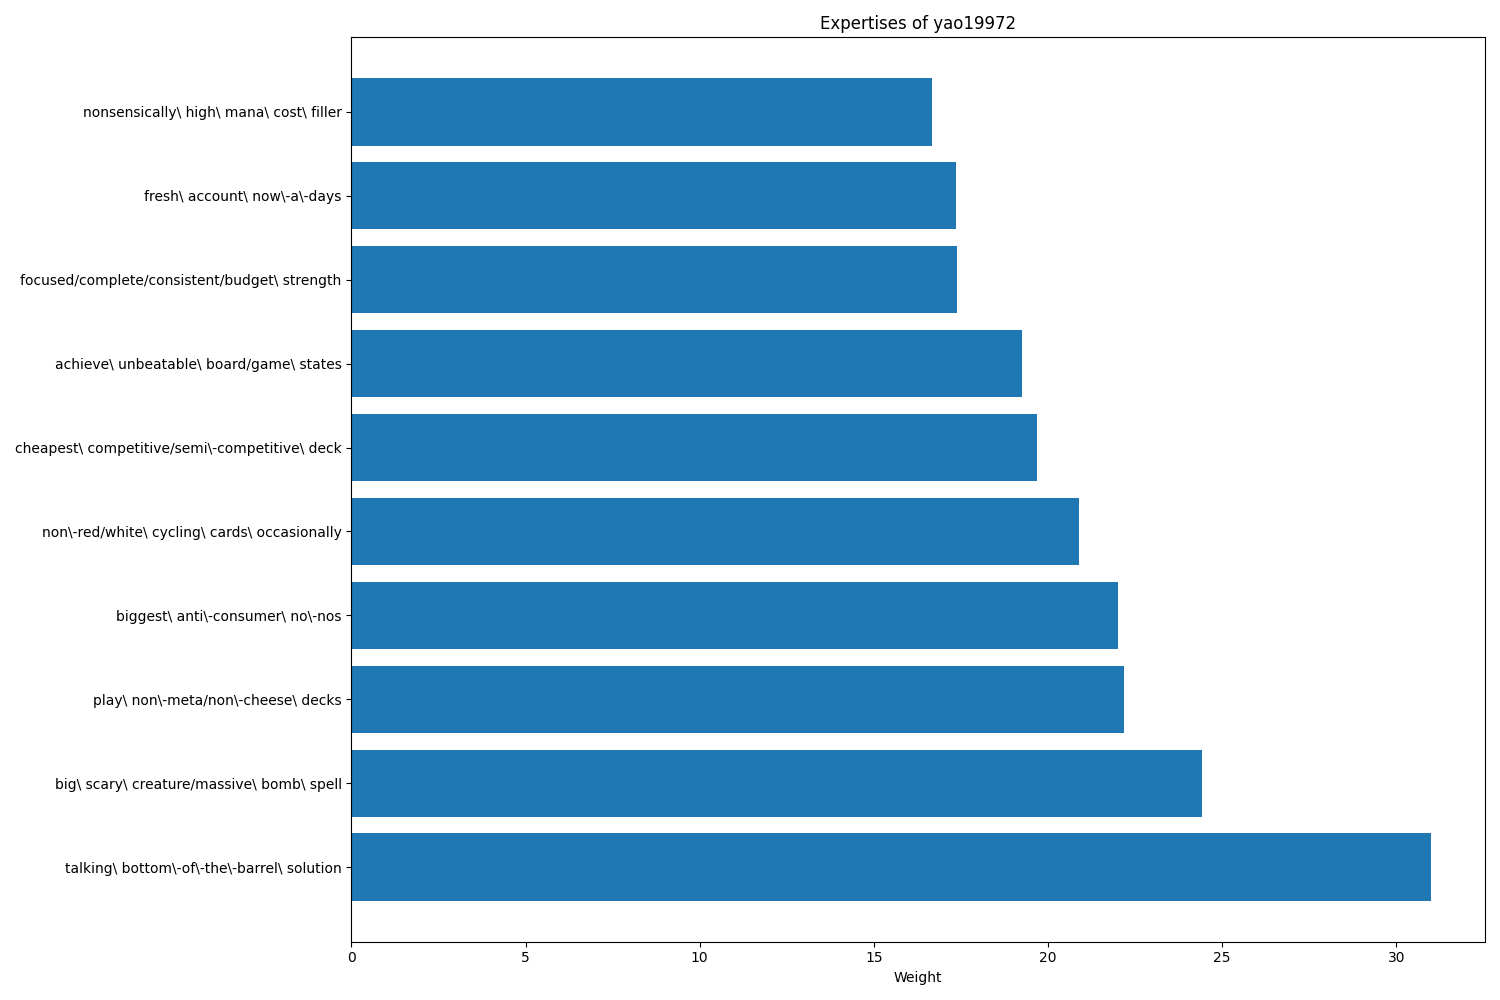 Expertises of yao19972
nonsensically\ high\ mana\ cost\ filler
fresh\ account\ now\-a\-days
focused/complete/consistent/budget\ strength
achieve\ unbeatable\ board/game\ states
cheapest\ competitive/semi\-competitive\ deck
non\-red/white\ cycling\ cards\ occasionally
biggest\ anti\-consumer\ no\-nos
play\ non\-meta/non\-cheese\ decks
big\ scary\ creature/massive\ bomb\ spell
talking\ bottom\-of\-the\-barrel\ solution
0 5 10 15 20 25 30
Weight